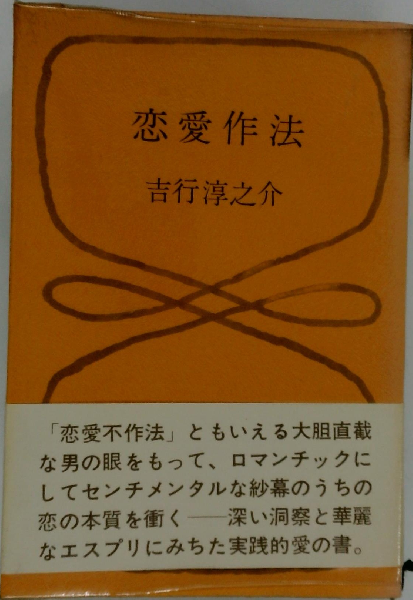 恋愛作法
吉行淳之介
「恋愛不作法」ともいえる大胆直截
な男の眼をもって、ロマンチックに
してセンチメンタルな紗幕のうちの
恋の本質を衝く――深い洞察と華麗
なエスプリにみちた実践的愛の書。